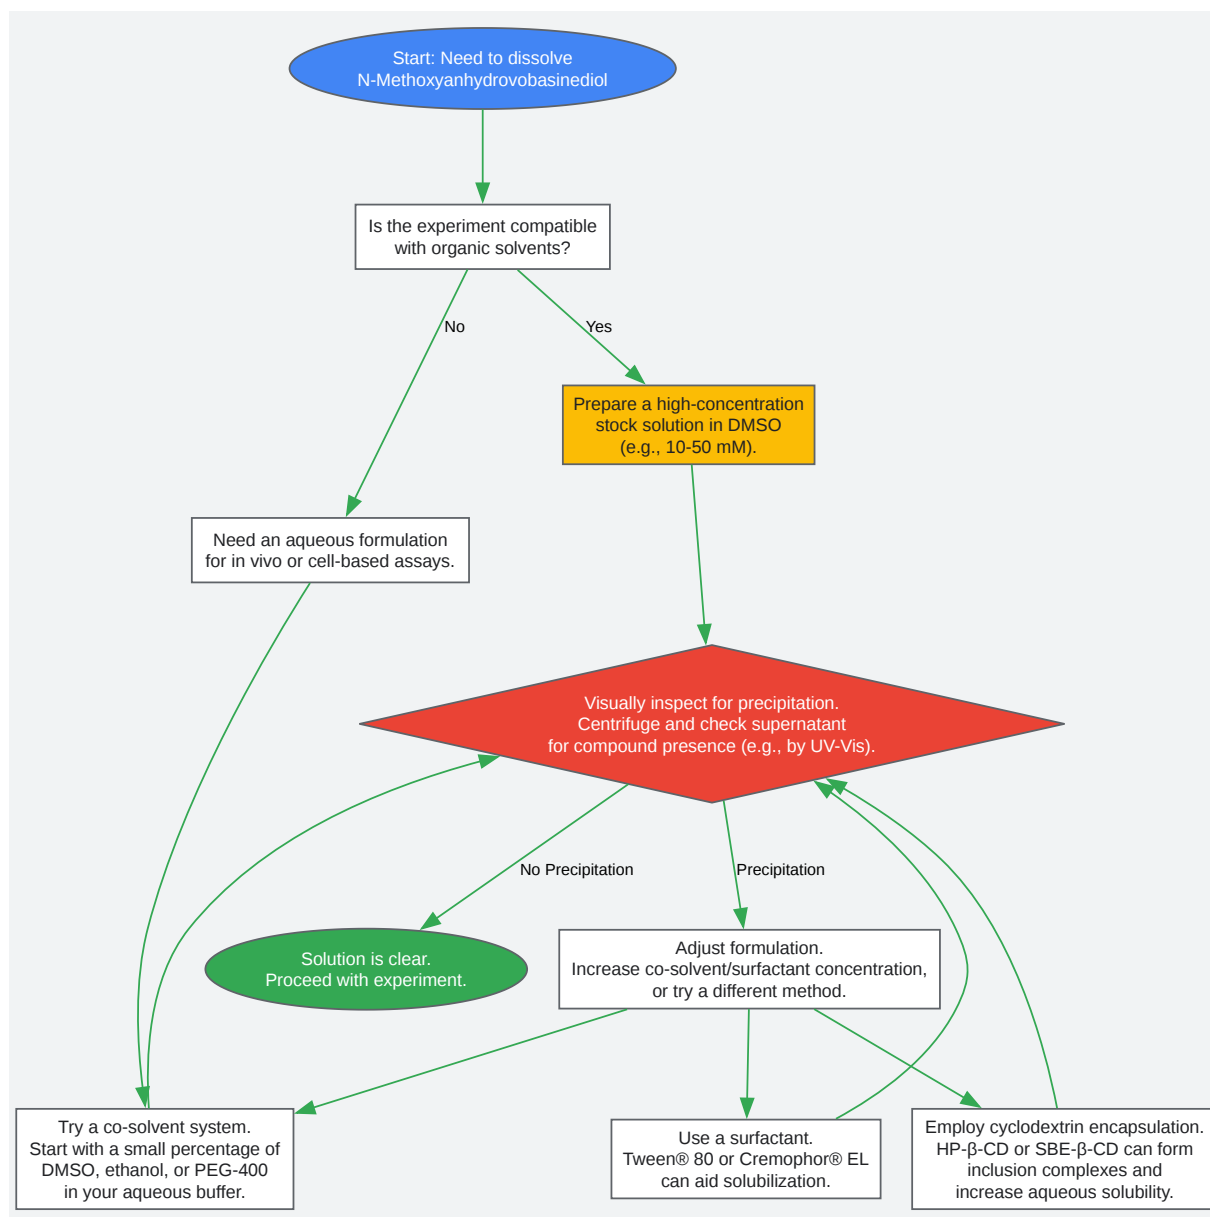 Start: Need to dissolve
N-Methoxyanhydrovobasinediol
Is the experiment compatible
with organic solvents?
No
Yes
Prepare a high-concentration
stock solution in DMSO
(e.g., 10-50 mM).
Need an aqueous formulation
for in vivo or cell-based assays.
Visually inspect for precipitation.
Centrifuge and check supernatant
for compound presence (e.g., by UV-Vis).
No Precipitation
Precipitation
Solution is clear.
Proceed with experiment.
Adjust formulation.
Increase co-solvent/surfactant concentration,
or try a different method.
Try a co-solvent system.
Start with a small percentage of
DMSO, ethanol, or PEG-400
in your aqueous buffer.
Use a surfactant.
Tween® 80 or Cremophor® EL
can aid solubilization.
Employ cyclodextrin encapsulation.
HP-β-CD or SBE-β-CD can form
inclusion complexes and
increase aqueous solubility.